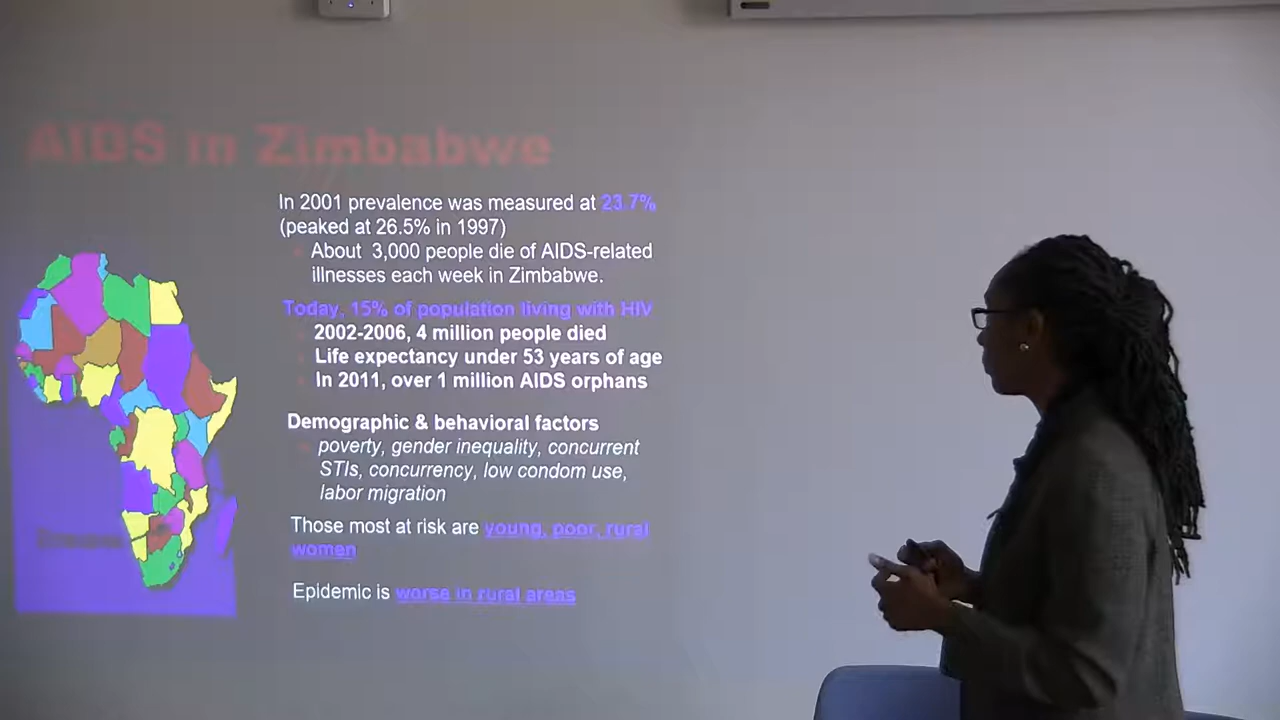 AIDS in Zimbabwe
In 2001 prevalence was measured at 23.7%
(peaked at 26.5% in 1997)
About 3,000 people die of AIDS-related
illnesses each week in Zimbabwe.
Today, 15% of population living with HIV
2002-2006, 4 million people died
Life expectancy under 53 years of age
In 2011, over 1 million AIDS orphans
Demographic & behavioral factors
poverty, gender inequality, concurrent
STIs, concurrency, low condom use,
labor migration
Those most at risk are young, poor, rural
women
Epidemic is worse in rural areas